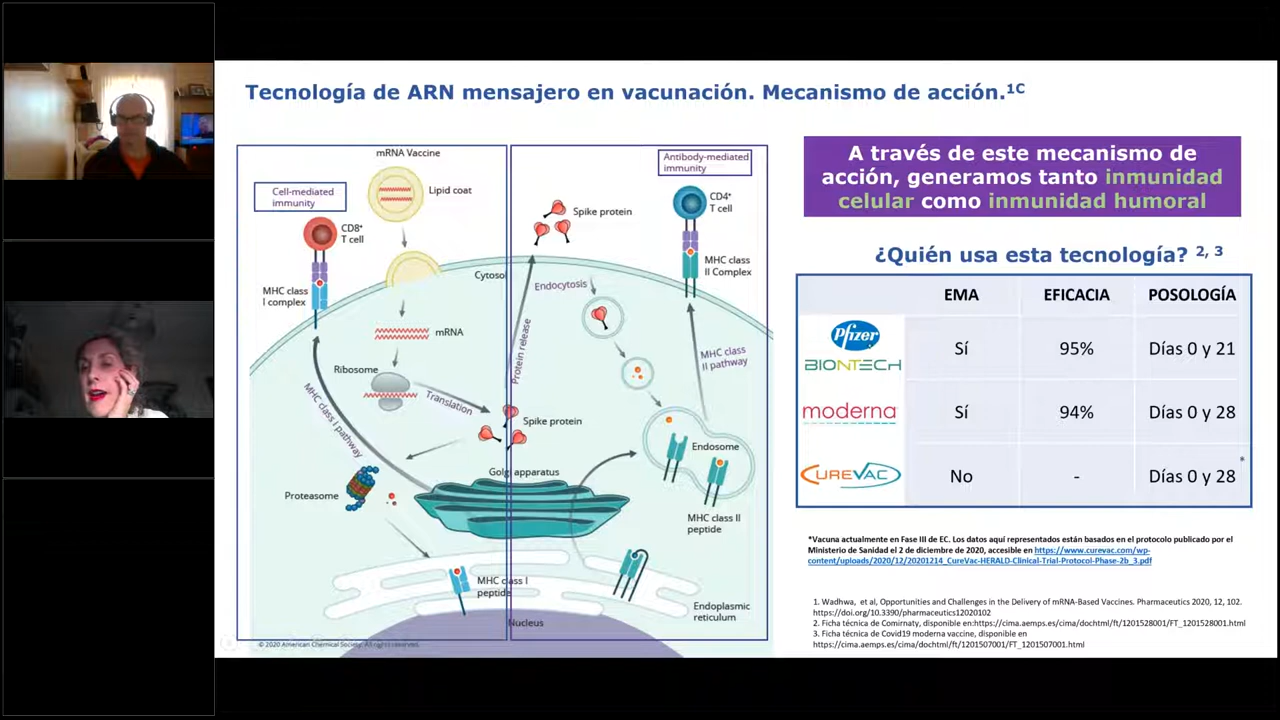 Tecnología de ARN mensajero en vacunación. Mecanismo de acción.1C
mRNA Vaccine
Lipid coat
Cell-mediated
immunity
CD8+
T cell
MHC class
I complex
Cytosol
mRNA
Ribosome
Translation
MHC class I pathway
Proteasome
MHC class I
peptide
Golgi apparatus
Nucleus
Antibody-mediated
immunity
Spike protein
CD4+
T cell
MHC class
II Complex
Endocytosis
Protein release
MHC class
II pathway
Spike protein
Endosome
MHC class II
peptide
Endoplasmic
reticulum
© 2020 American Chemical Society. All rights reserved.
A través de este mecanismo de
acción, generamos tanto inmunidad
celular como inmunidad humoral
¿Quién usa esta tecnología? 2, 3
EMA EFICACIA POSOLOGÍA
Pfizer
BIONTECH Sí 95% Días 0 y 21
moderna Sí 94% Días 0 y 28
CUREVAC No - Días 0 y 28 *
*Vacuna actualmente en Fase III de EC. Los datos aquí representados están basados en el protocolo publicado por el
Ministerio de Sanidad el 2 de diciembre de 2020, accesible en https://www.curevac.com/wp-
content/uploads/2020/12/20201214_CureVac-HERALD-Clinical-Trial-Protocol-Phase-2b_3.pdf
1. Wadhwa, et al, Opportunities and Challenges in the Delivery of mRNA-Based Vaccines. Pharmaceutics 2020, 12, 102.
https://doi.org/10.3390/pharmaceutics12020102
2. Ficha técnica de Comirnaty, disponible en:https://cima.aemps.es/cima/dochtml/ft/1201528001/FT_1201528001.html
3. Ficha técnica de Covid19 moderna vaccine, disponible en
https://cima.aemps.es/cima/dochtml/ft/1201507001/FT_1201507001.html